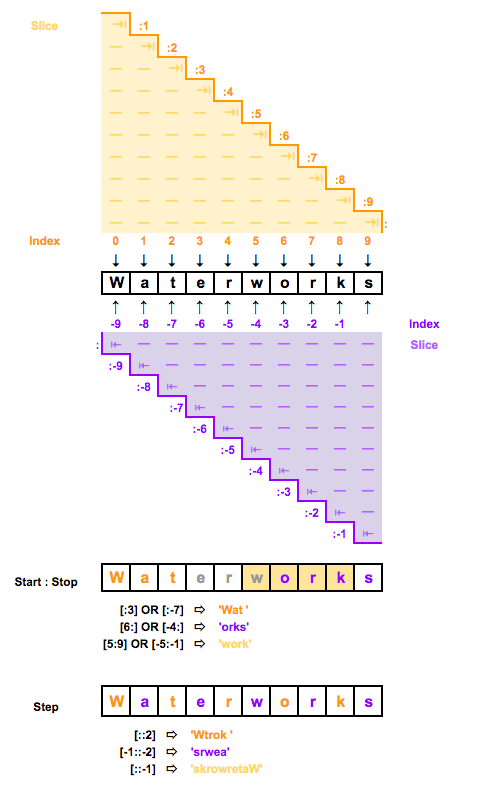 Slice
:1
:2
:3
:4
:5
:6
:7
:8
:9
:
Index 0 1 2 3 4 5 6 7 8 9
W a t e r w o r k s
-9 -8 -7 -6 -5 -4 -3 -2 -1 Index
: Slice
:-9
:-8
:-7
:-6
:-5
:-4
:-3
:-2
:-1
Start : Stop W a t e r w o r k s
[:3] OR [:-7] ⇨ 'Wat '
[6:] OR [-4:] ⇨ 'orks'
[5:9] OR [-5:-1] ⇨ 'work'
Step W a t e r w o r k s
[::2] ⇨ 'Wtrok '
[-1::-2] ⇨ 'srwea'
[::-1] ⇨ 'skrowretaW'